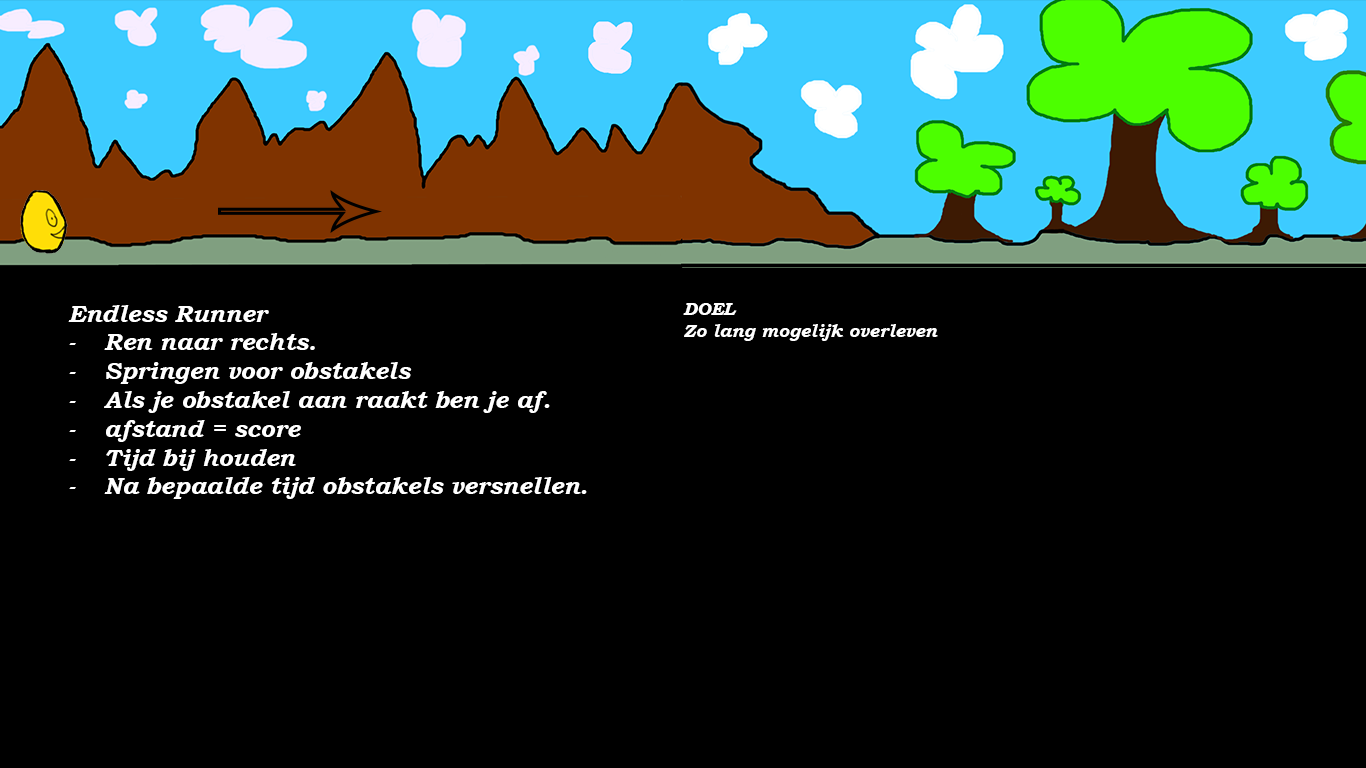 Endless Runner
- Ren naar rechts.
- Springen voor obstakels
- Als je obstakel aan raakt ben je af.
- afstand = score
- Tijd bij houden
- Na bepaalde tijd obstakels versnellen.
DOEL
Zo lang mogelijk overleven